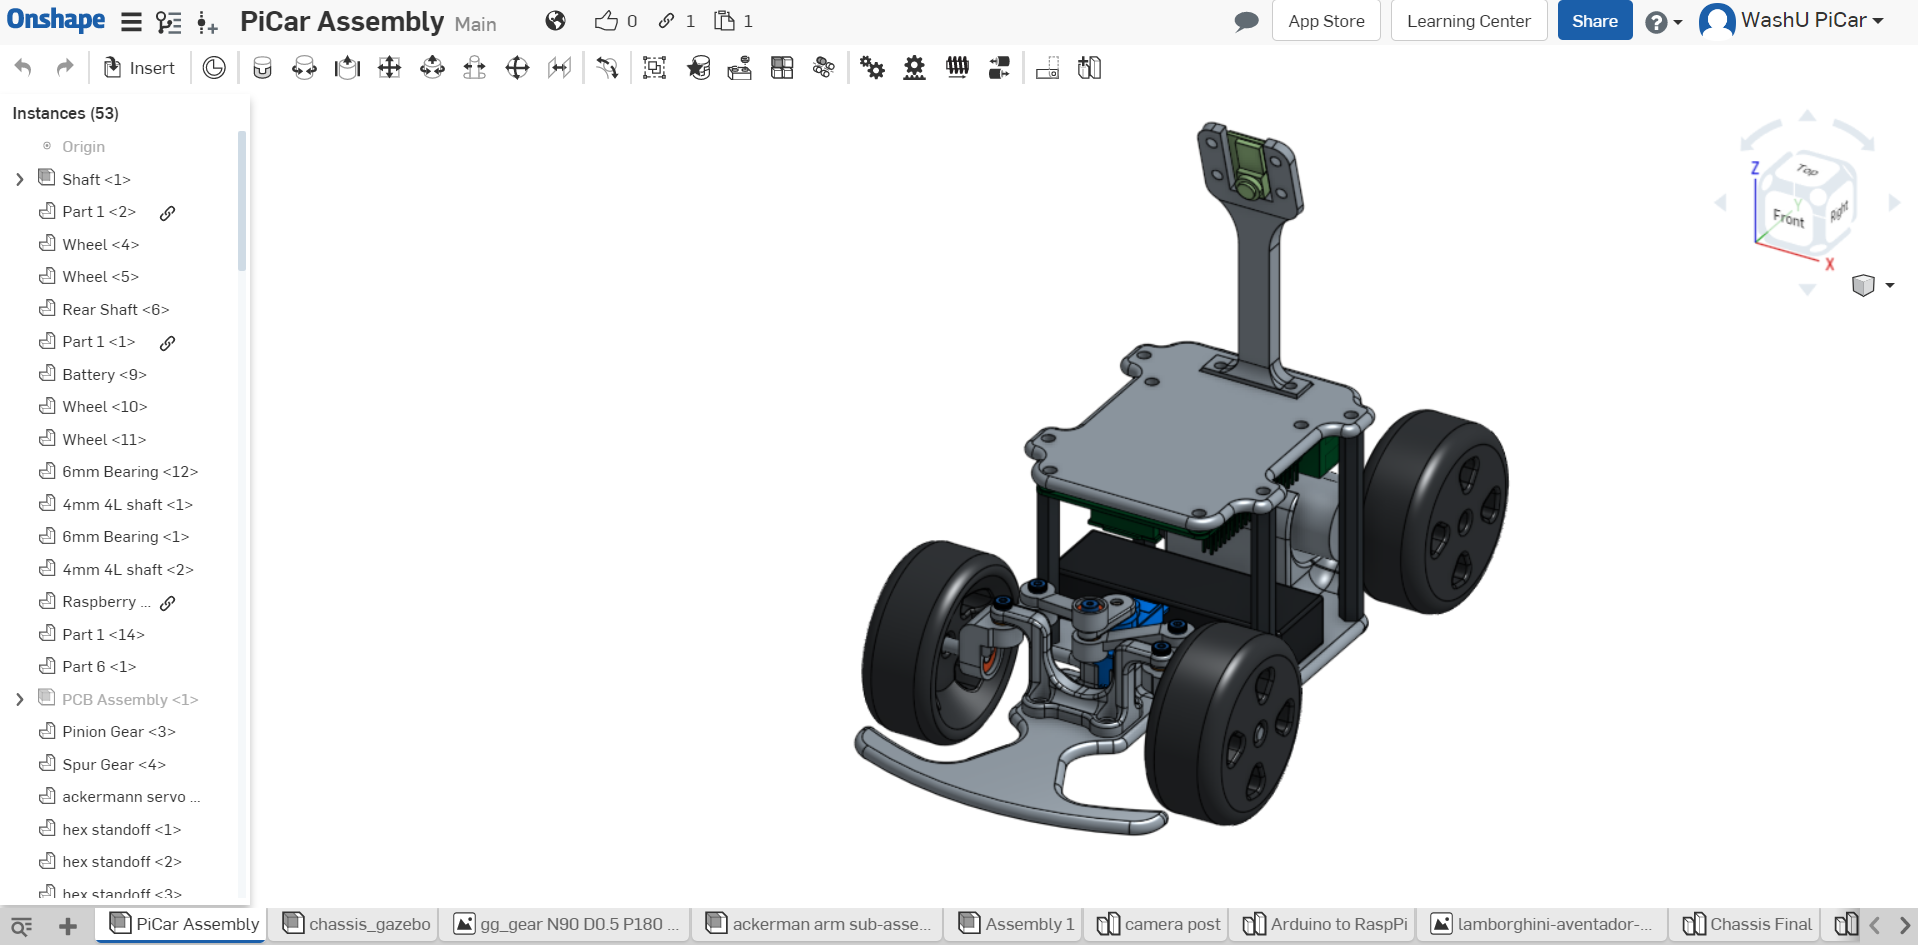 Onshape PiCar Assembly Main 0 1 1 App Store Learning Center Share WashU PiCar
Insert
Instances (53)
Origin
Shaft <1>
Part 1 <2>
Wheel <4>
Wheel <5>
Rear Shaft <6>
Part 1 <1>
Battery <9>
Wheel <10>
Wheel <11>
6mm Bearing <12>
4mm 4L shaft <1>
6mm Bearing <1>
4mm 4L shaft <2>
Raspberry ...
Part 1 <14>
Part 6 <1>
PCB Assembly <1>
Pinion Gear <3>
Spur Gear <4>
ackermann servo ...
hex standoff <1>
hex standoff <2>
hex standoff <3>
Z
Top
Y
Front
Right
X
PiCar Assembly chassis_gazebo gg_gear N90 D0.5 P180 ... ackerman arm sub-asse... Assembly 1 camera post Arduino to RaspPi lamborghini-aventador-... Chassis Final